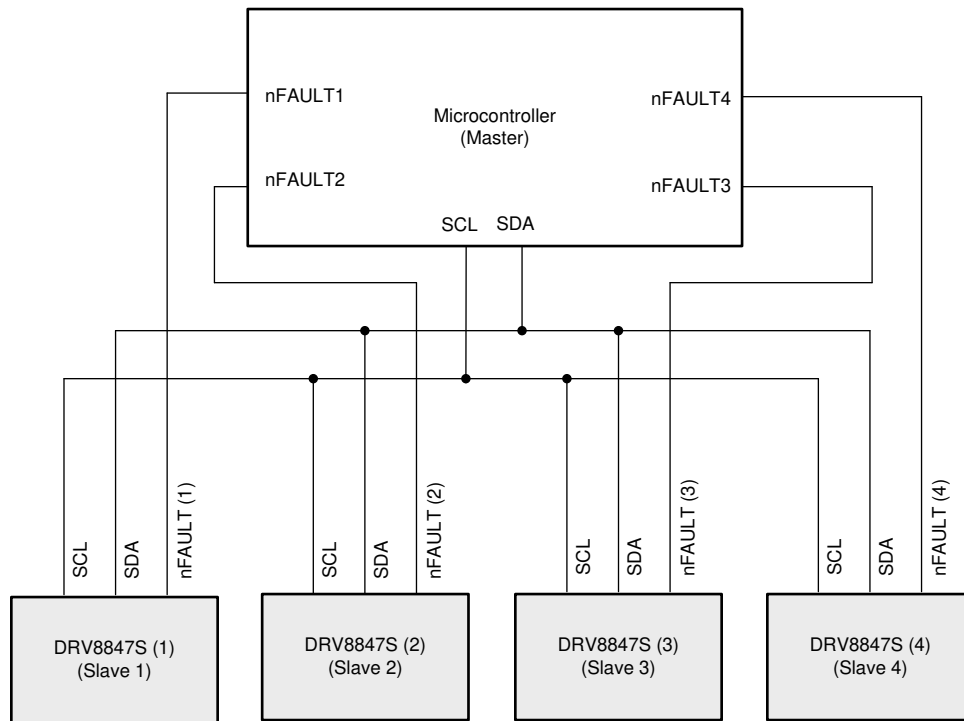 nFAULT1
nFAULT4
Microcontroller
(Master)
nFAULT2
nFAULT3
SCL
SDA
SCL
SDA
nFAULT (1)
SCL
SDA
nFAULT (2)
SCL
SDA
nFAULT (3)
SCL
SDA
nFAULT (4)
DRV8847S (1)
(Slave 1)
DRV8847S (2)
(Slave 2)
DRV8847S (3)
(Slave 3)
DRV8847S (4)
(Slave 4)